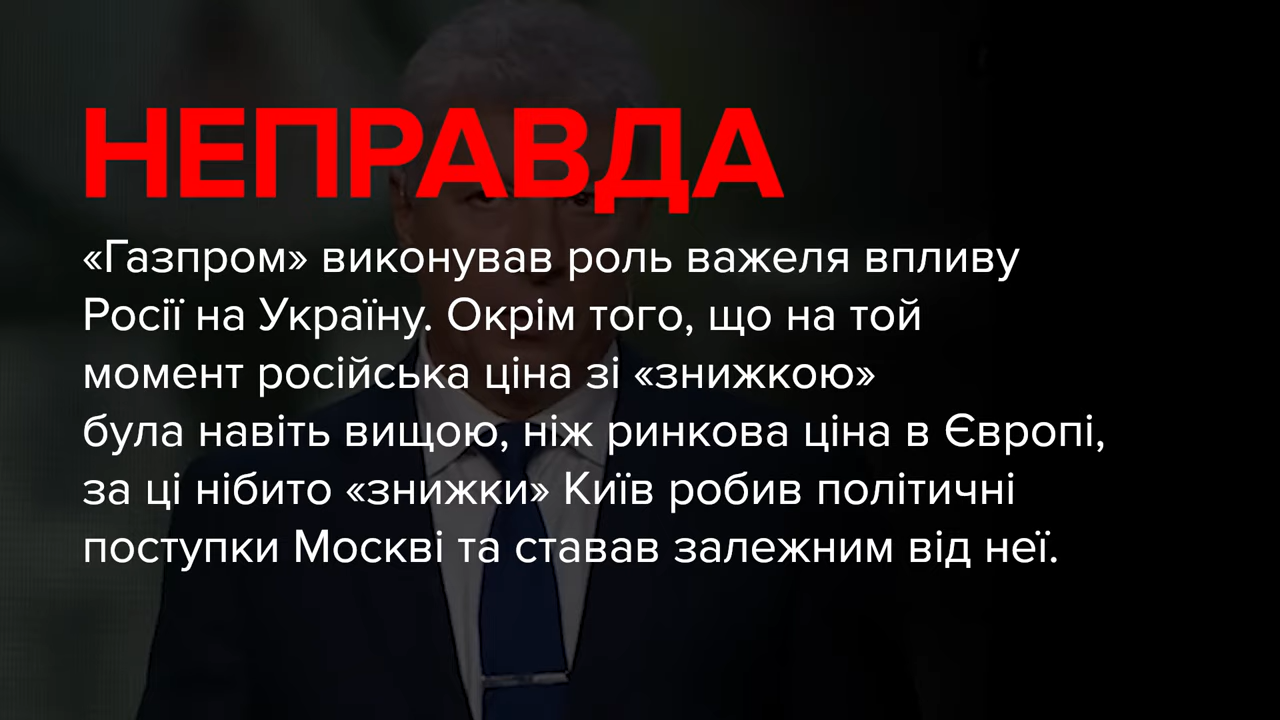 НЕПРАВДА
«Газпром» виконував роль важеля впливу
Росії на Україну. Окрім того, що на той
момент російська ціна зі «знижкою»
була навіть вищою, ніж ринкова ціна в Європі,
за ці нібито «знижки» Київ робив політичні
поступки Москві та ставав залежним від неї.